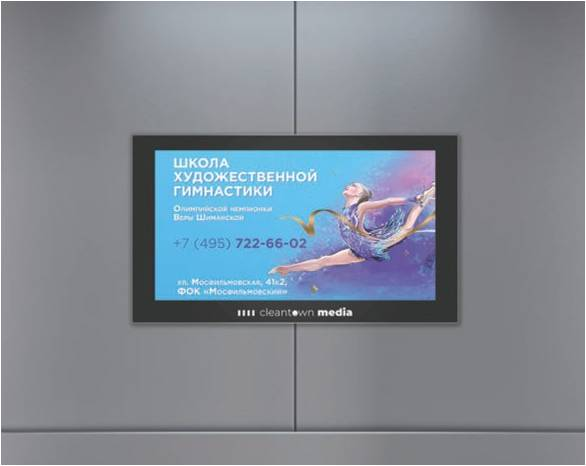 ШКОЛА
ХУДОЖЕСТВЕННОЙ
ГИМНАСТИКИ
Олимпийской чемпионки
Веры Шиманской
+7 (495) 722-66-02
ул. Мосфильмовская, 41к2,
ФОК «Мосфильмовский»
cleantown media